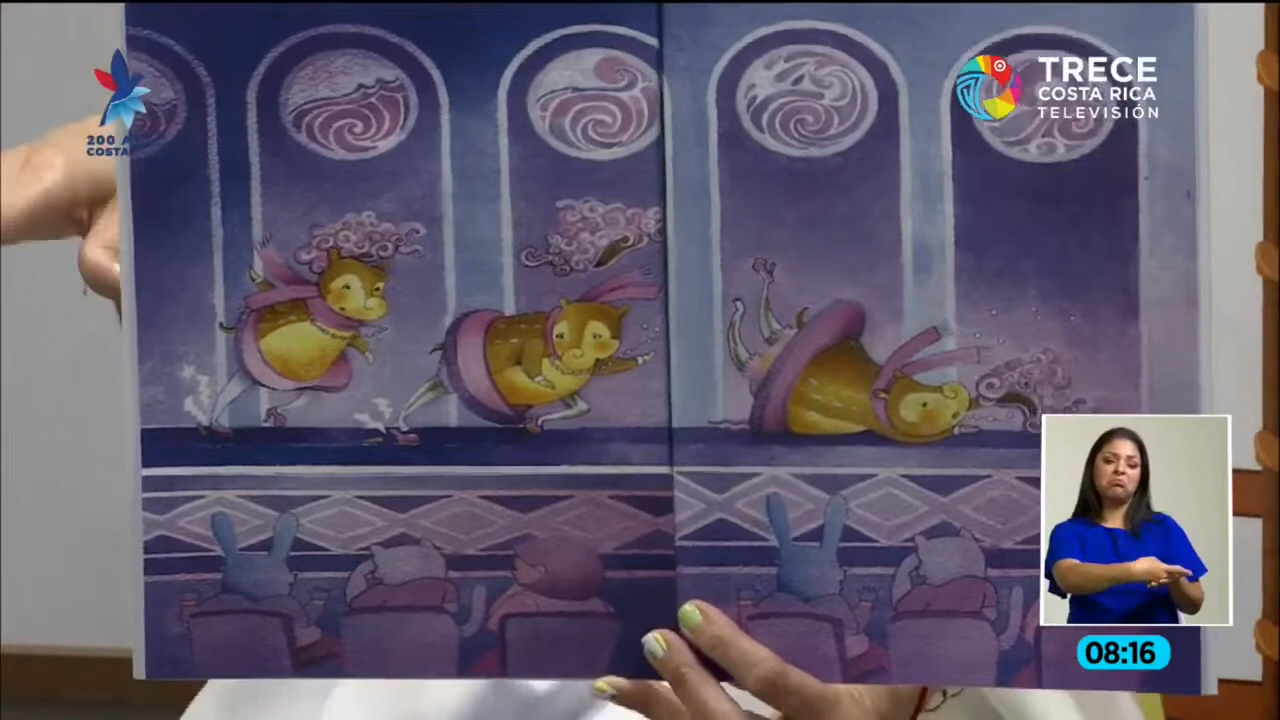 200 A
COSTA
TRECE
COSTA RICA
TELEVISIÓN
08:16